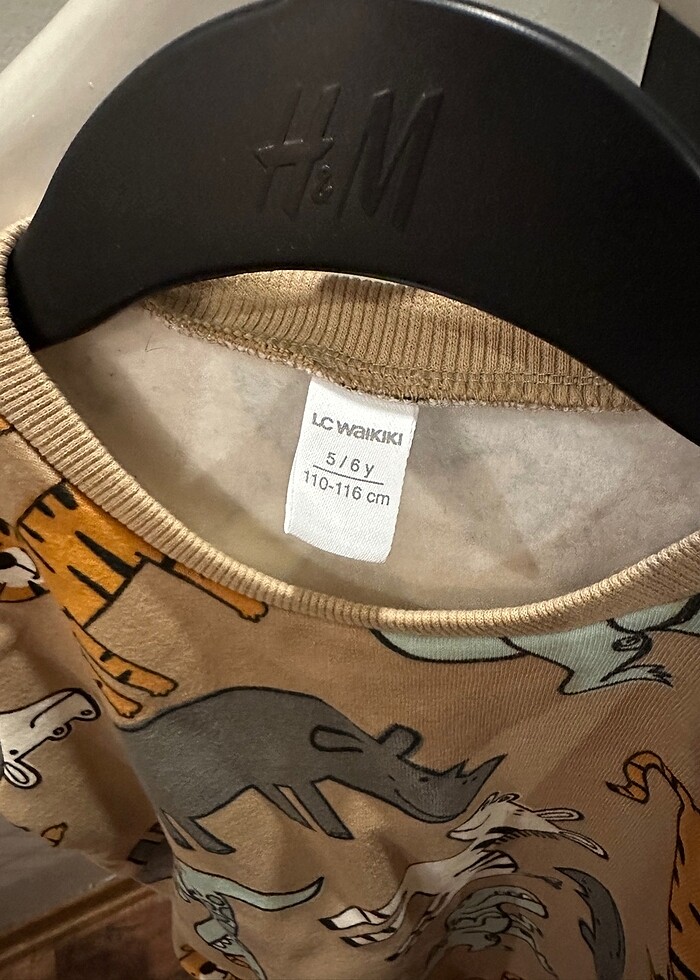 H&M
LC WAIKIKI
5 / 6 y
110-116 cm